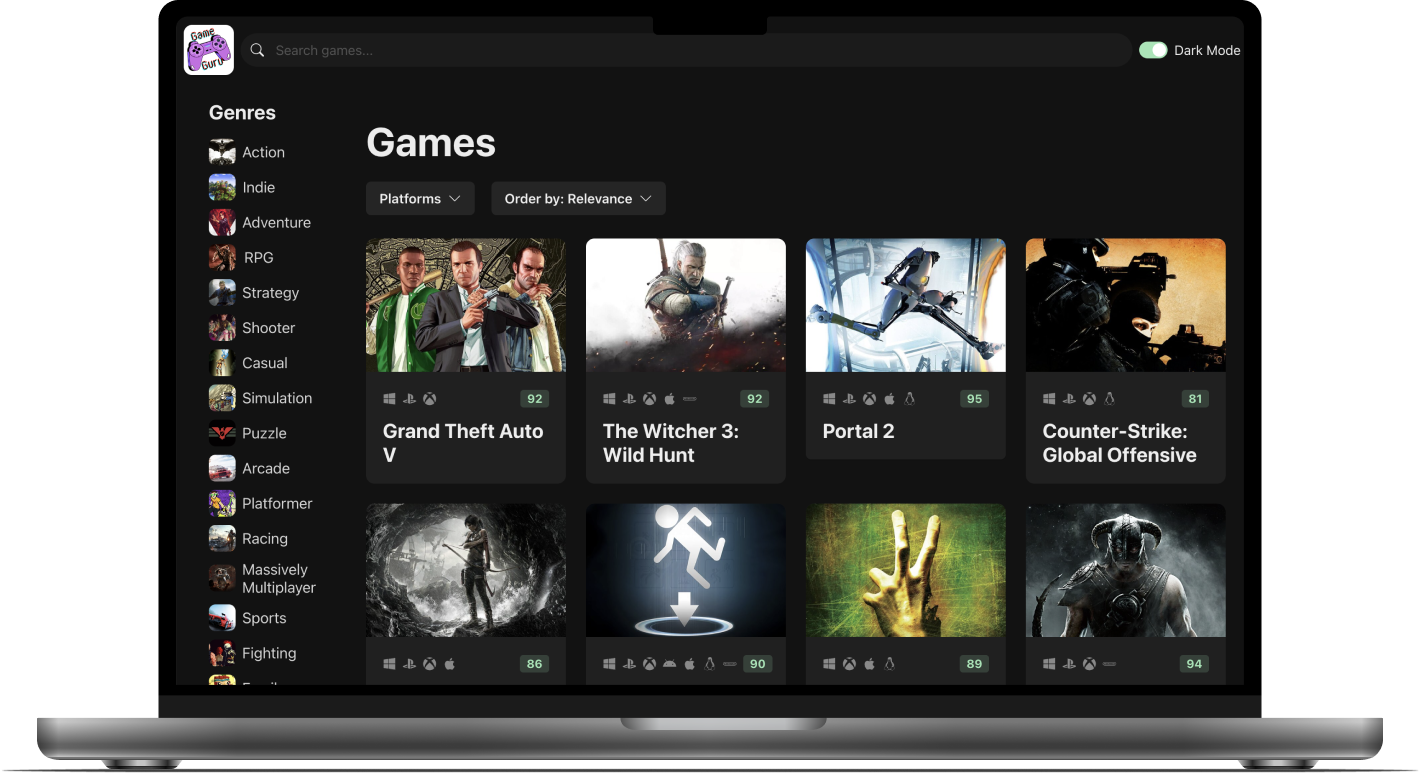 Game
Guru
Search games...
Dark Mode
Genres
Action
Indie
Adventure
RPG
Strategy
Shooter
Casual
Simulation
Puzzle
Arcade
Platformer
Racing
Massively
Multiplayer
Sports
Fighting
Games
Platforms
Order by: Relevance
92
Grand Theft Auto
V
92
The Witcher 3:
Wild Hunt
95
Portal 2
81
Counter-Strike:
Global Offensive
86
90
89
94